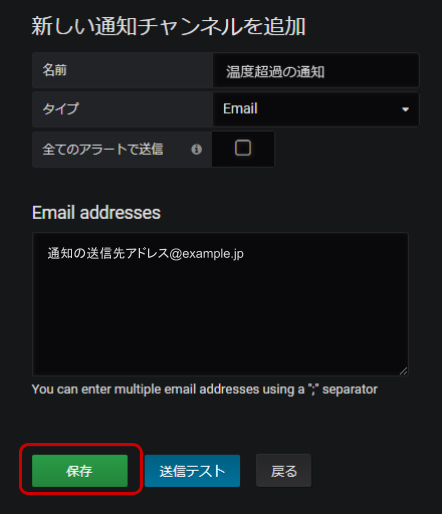 新しい通知チャンネルを追加
名前 温度超過の通知
タイプ Email
全てのアラートで送信
Email addresses
通知の送信先アドレス@example.jp
You can enter multiple email addresses using a ";" separator
保存 送信テスト 戻る